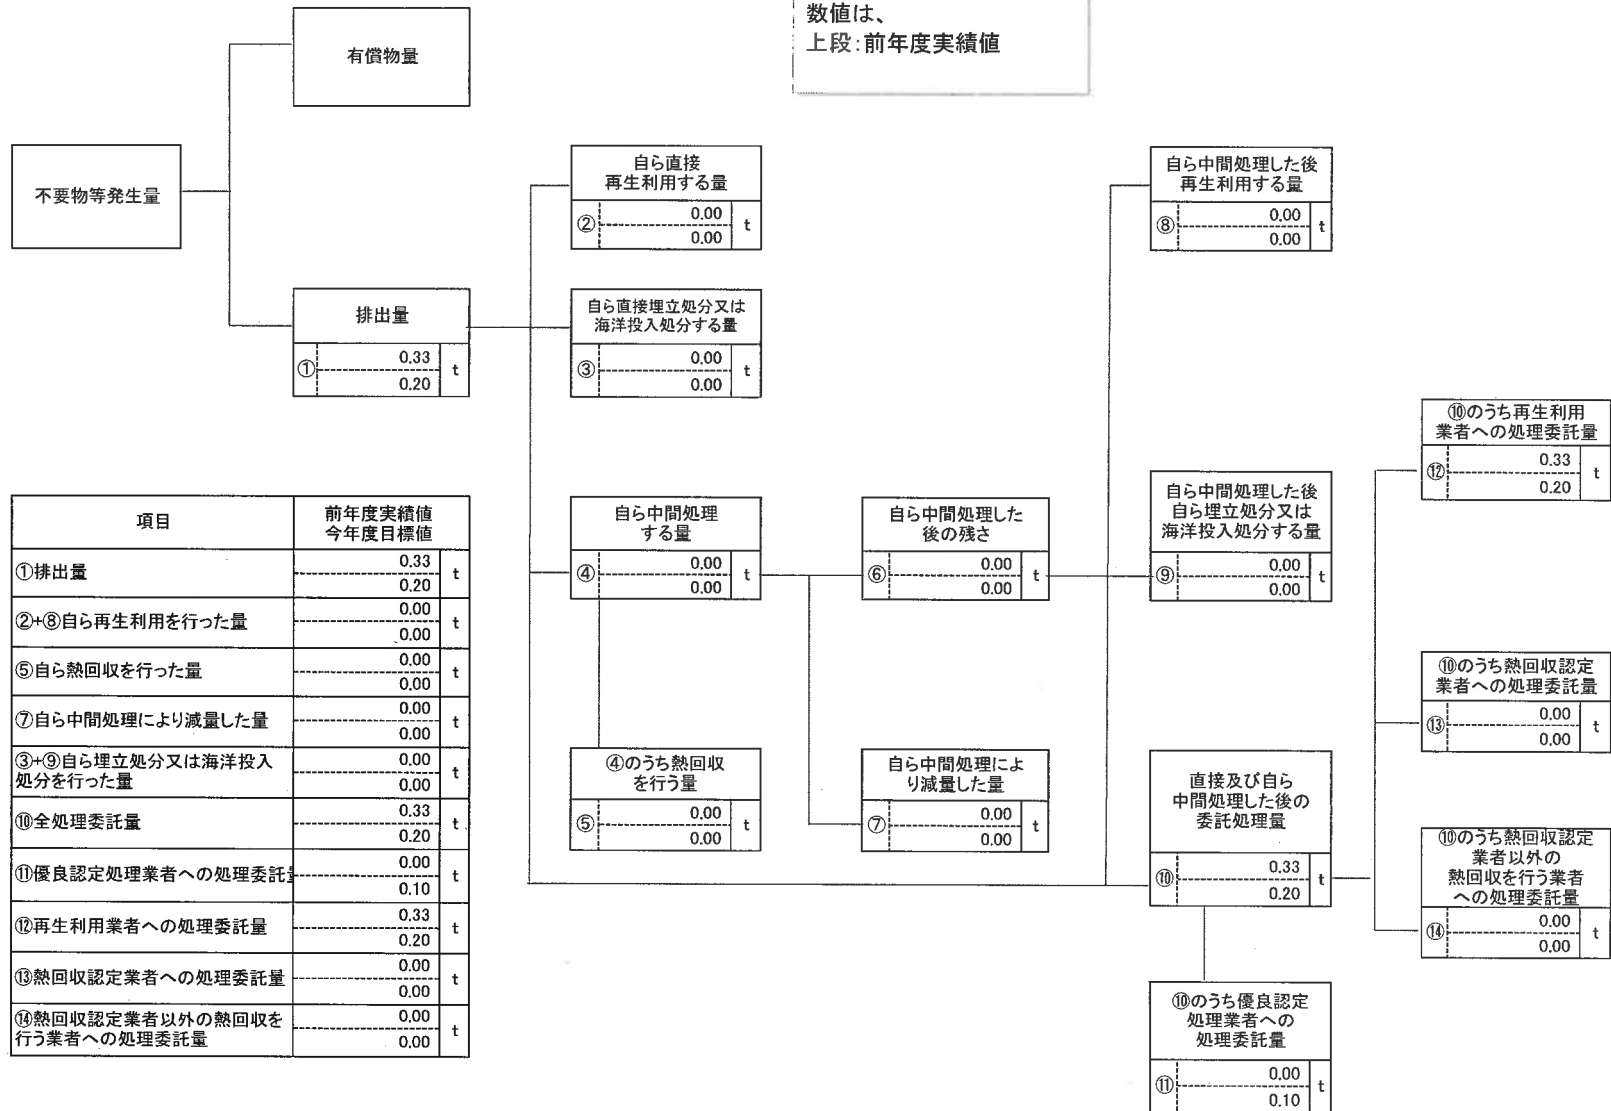 数値は、
上段：前年度実績値
有償物量
不要物等発生量
排出量
①
0.33
0.20
t
自ら直接
再生利用する量
②
0.00
0.00
t
自ら直接埋立処分又は
海洋投入処分する量
③
0.00
0.00
t
自ら中間処理
する量
④
0.00
0.00
t
④のうち熱回収
を行う量
⑤
0.00
0.00
t
自ら中間処理した
後の残さ
⑥
0.00
0.00
t
自ら中間処理によ
り減量した量
⑦
0.00
0.00
t
自ら中間処理した後
再生利用する量
⑧
0.00
0.00
t
自ら中間処理した後
自ら埋立処分又は
海洋投入処分する量
⑨
0.00
0.00
t
直接及び自ら
中間処理した後の
委託処理量
⑩
0.33
0.20
t
⑩のうち優良認定
処理業者への
処理委託量
⑪
0.00
0.10
t
⑩のうち再生利用
業者への処理委託量
⑫
0.33
0.20
t
⑩のうち熱回収認定
業者への処理委託量
⑬
0.00
0.00
t
⑩のうち熱回収認定
業者以外の
熱回収を行う業者
への処理委託量
⑭
0.00
0.00
t
項目
前年度実績値
今年度目標値
①排出量
0.33
0.20
t
②+⑧自ら再生利用を行った量
0.00
0.00
t
⑤自ら熱回収を行った量
0.00
0.00
t
⑦自ら中間処理により減量した量
0.00
0.00
t
③+⑨自ら埋立処分又は海洋投入
処分を行った量
0.00
0.00
t
⑩全処理委託量
0.33
0.20
t
⑪優良認定処理業者への処理委託
0.00
0.10
t
⑫再生利用業者への処理委託量
0.33
0.20
t
⑬熱回収認定業者への処理委託量
0.00
0.00
t
⑭熱回収認定業者以外の熱回収を
行う業者への処理委託量
0.00
0.00
t